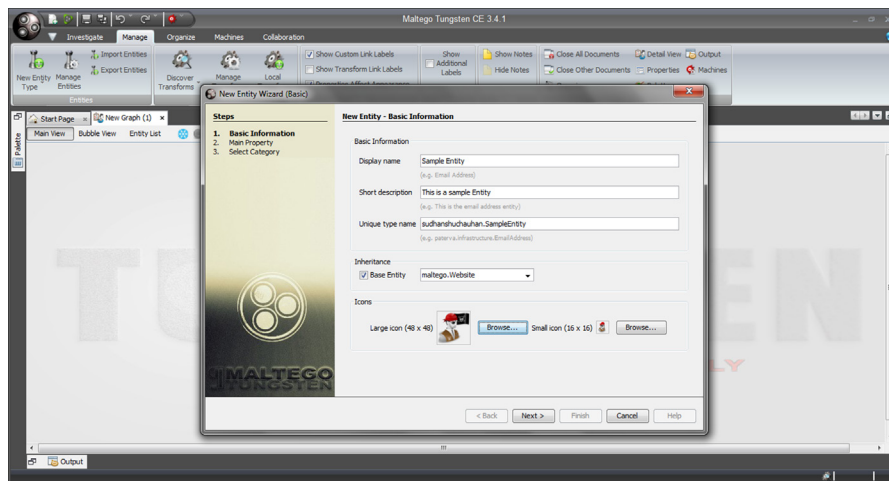 Maltego Tungsten CE 3.4.1
Investigate Manage Organize Machines Collaboration
Import Entities
Export Entities
New Entity Type
Manage Entities
Entities
Discover Transforms
Manage
Local
Show Custom Link Labels
Show Transform Link Labels
Show Additional Labels
Show Notes
Hide Notes
Close All Documents
Close Other Documents
Detail View
Output
Properties
Machines
Start Page
New Graph (1)
Main View Bubble View Entity List
Palette
New Entity Wizard (Basic)
Steps
1. Basic Information
2. Main Property
3. Select Category
New Entity - Basic Information
Basic Information
Display name Sample Entity
(e.g. Email Address)
Short description This is a sample Entity
(e.g. This is the email address entity)
Unique type name sudhanshuchauhan.SampleEntity
(e.g. paterva.infrastructure.EmailAddress)
Inheritance
Base Entity maltego.Website
Icons
Large icon (48 x 48) Browse... Small icon (16 x 16) Browse...
MALTEGO
TUNGSTEN
< Back Next > Finish Cancel Help
Output